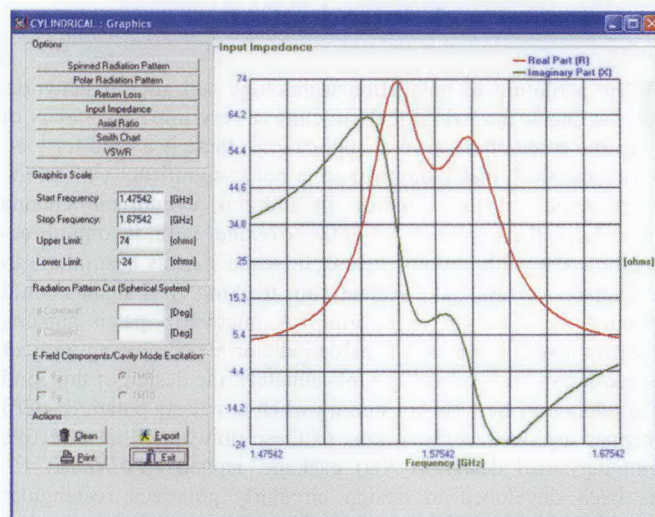 CYLINDRICAL : Graphics
Options
Spinned Radiation Pattern
Polar Radiation Pattern
Return Loss
Input Impedance
Axial Ratio
Smith Chart
VSWR
Graphics Scale
Start Frequency 1.47542 [GHz]
Stop Frequency: 1.67542 [GHz]
Upper Limit: 74 [ohms]
Lower Limit: -24 [ohms]
Radiation Pattern Cut (Spherical System)
[Deg]
[Deg]
E-Field Components/Cavity Mode Excitation
TM01
TM10
Actions
Clean
Export
Print
Exit
Input Impedance
Real Part (R)
Imaginary Part (X)
74
64.2
54.4
44.6
34.8
25
15.2
5.4
-4.4
-14.2
-24
[ohms]
1.47542
1.57542
1.67542
Frequency [GHz]